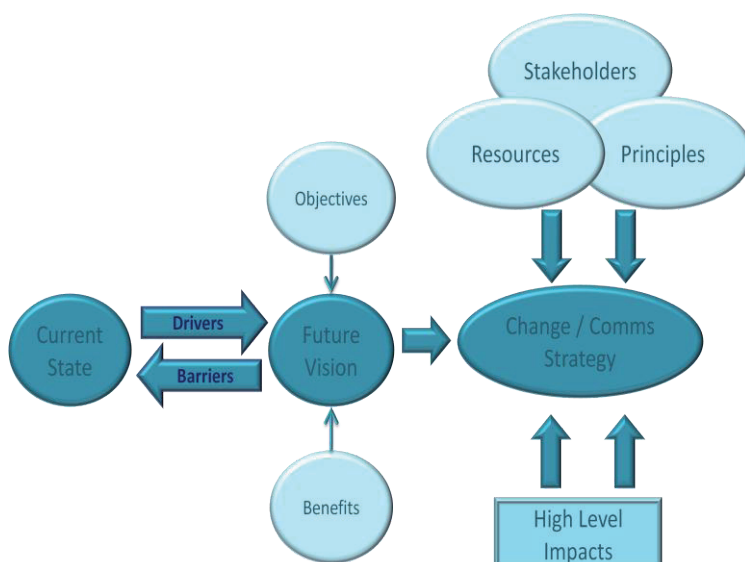 Stakeholders
Resources
Principles
Objectives
Current
State
Drivers
Barriers
Future
Vision
Change / Comms
Strategy
Benefits
High Level
Impacts